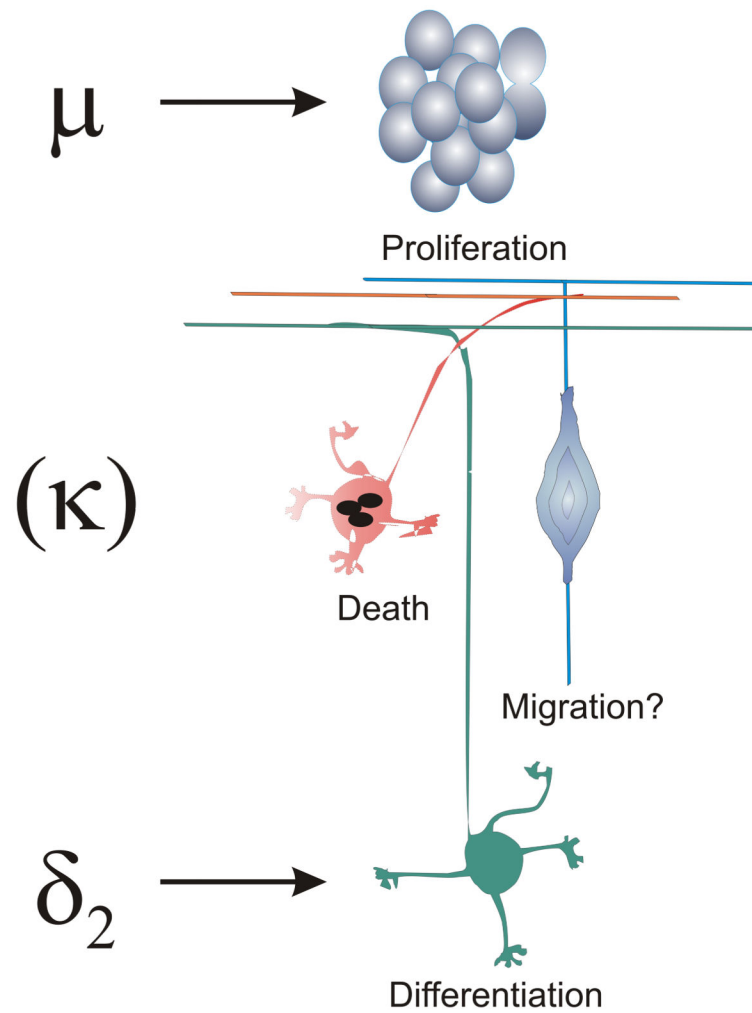 μ
Proliferation
(κ)
Death
Migration?
δ₂
Differentiation